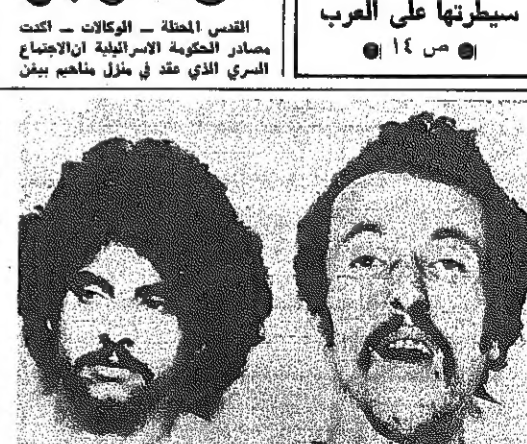 سيطرتها على العرب
ص ١٤
القدس المحتلة – الوكالات – اكدت
مصادر الحكومة الاسرائيلية ان الاجتماع
السري الذي عقد في منزل مناحيم بيغن